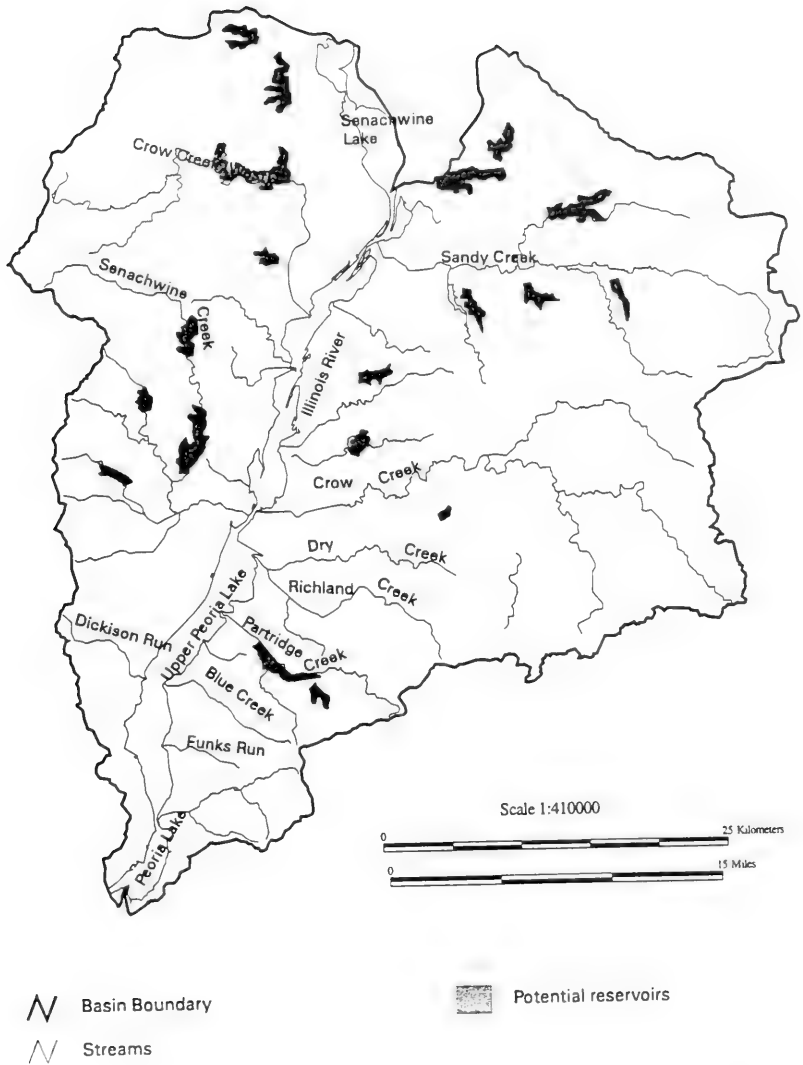 Senachwine
Lake
Crow Creek West
Sandy Creek
Senachwine
Creek
Illinois River
Crow Creek
Dry Creek
Richland Creek
Upper Peoria Lake
Dickison Run
Partridge
Creek
Blue Creek
Funks Run
Peoria Lake
Scale 1:410000
0 25 Kilometers
0 15 Miles
Basin Boundary
Potential reservoirs
Streams